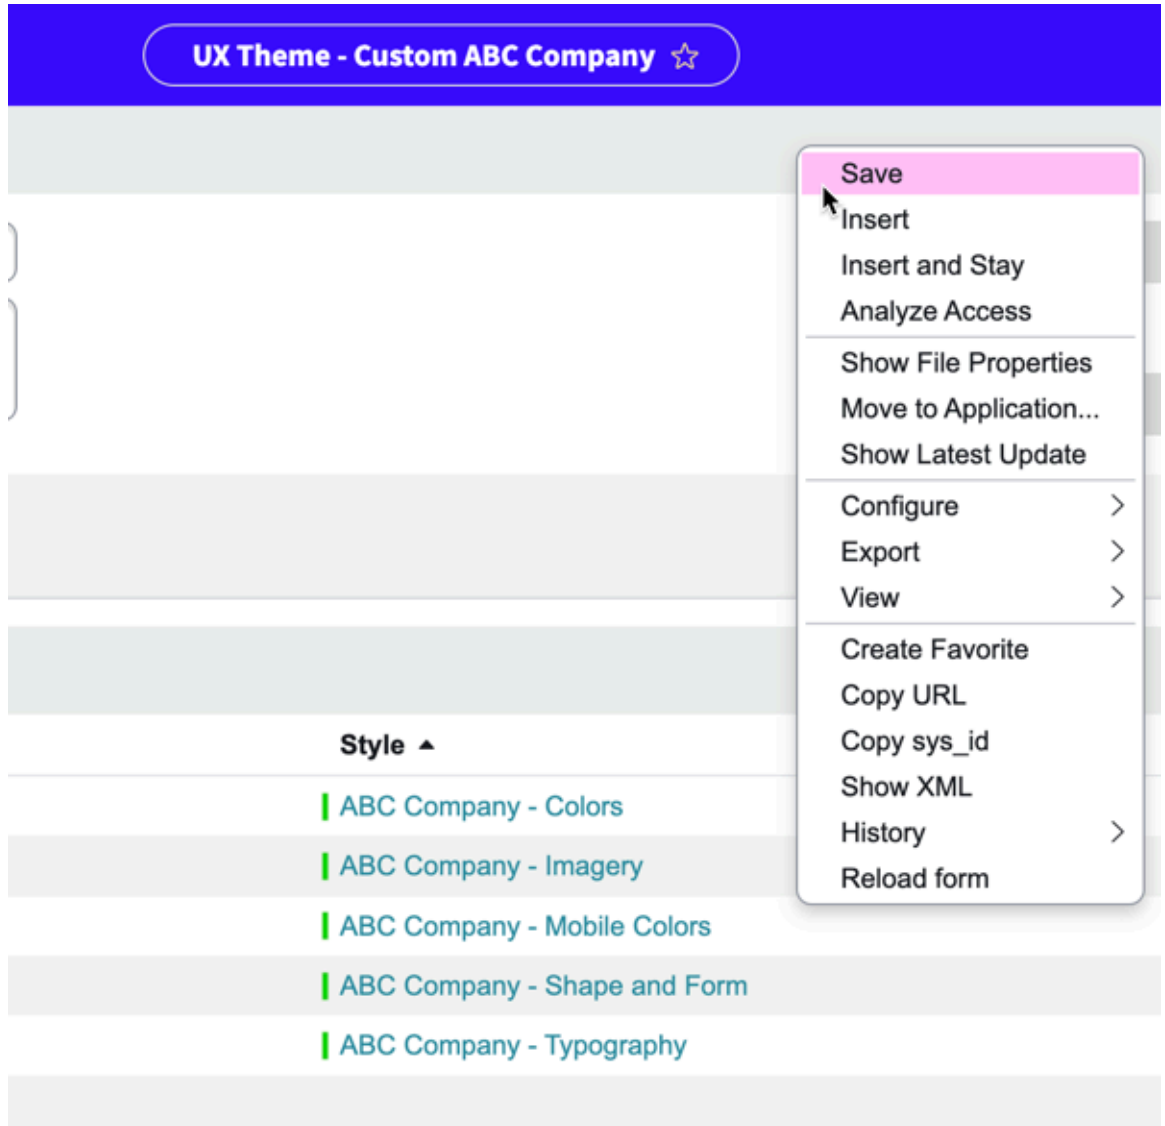 UX Theme - Custom ABC Company
Save
Insert
Insert and Stay
Analyze Access
Show File Properties
Move to Application...
Show Latest Update
Configure
Export
View
Create Favorite
Copy URL
Copy sys_id
Show XML
History
Reload form
Style
ABC Company - Colors
ABC Company - Imagery
ABC Company - Mobile Colors
ABC Company - Shape and Form
ABC Company - Typography